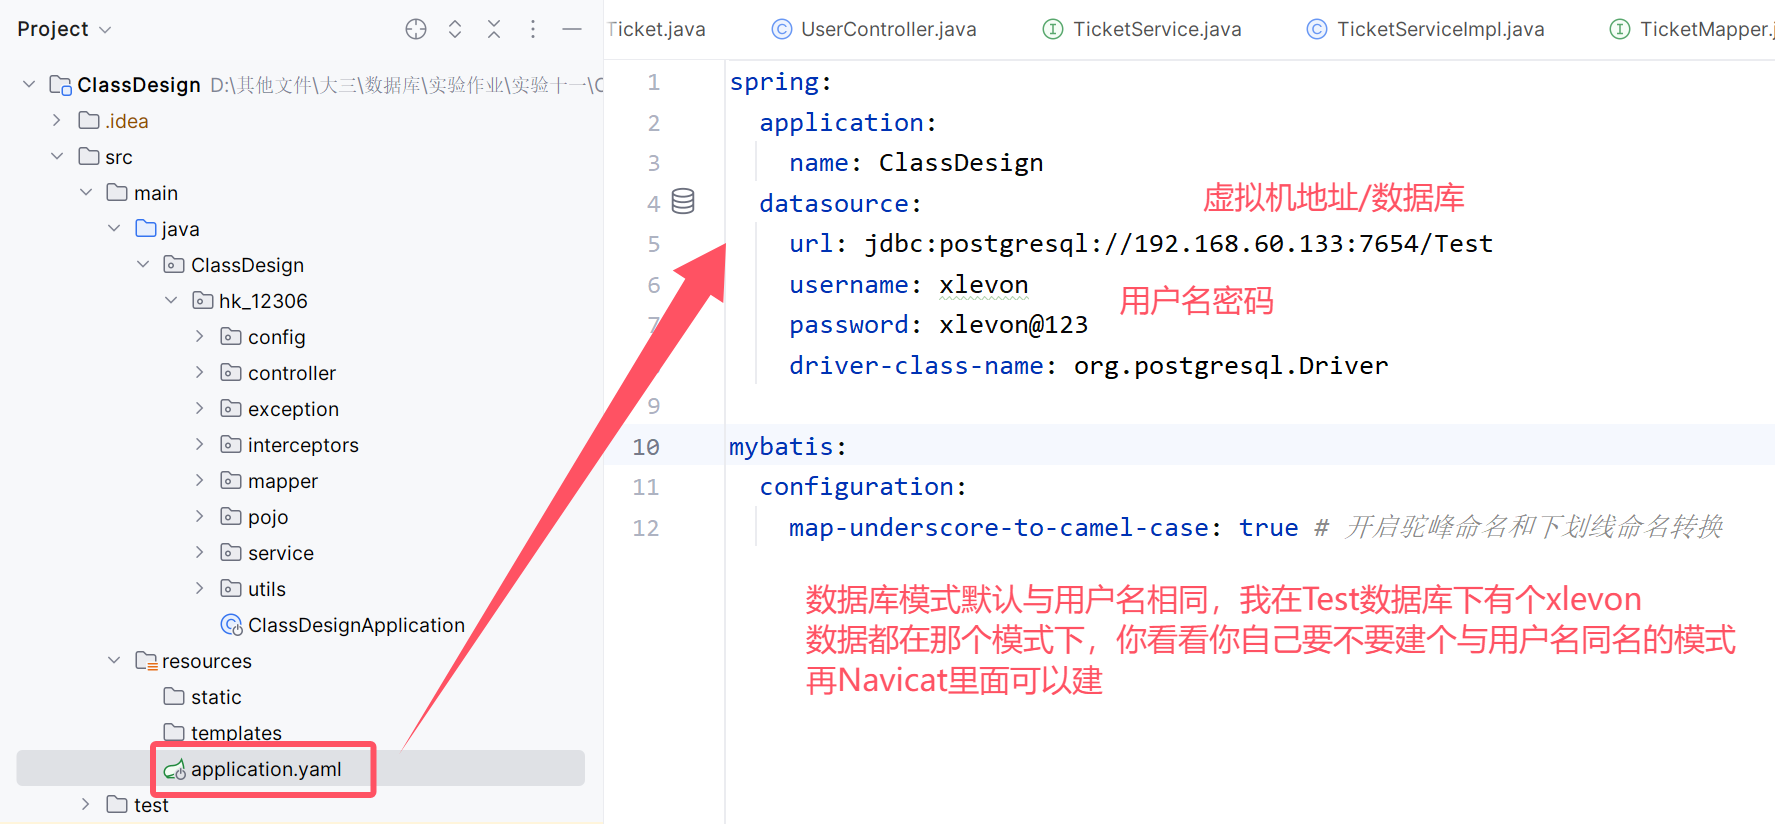 Project
ClassDesign D:\其他文件\大三\数据库\实验作业\实验十一\C
.idea
src
main
java
ClassDesign
hk_12306
config
controller
exception
interceptors
mapper
pojo
service
utils
ClassDesignApplication
resources
static
templates
application.yaml
test
Ticket.java UserController.java TicketService.java TicketServiceImpl.java TicketMapper.j
1 spring:
2 application:
3 name: ClassDesign
4 datasource:
虚拟机地址/数据库
5 url: jdbc:postgresql://192.168.60.133:7654/Test
6 username: xlevon
用户名密码
7 password: xlevon@123
driver-class-name: org.postgresql.Driver
9
10 mybatis:
11 configuration:
12 map-underscore-to-camel-case: true # 开启驼峰命名和下划线命名转换
数据库模式默认与用户名相同，我在Test数据库下有个xlevon
数据都在那个模式下，你看看你自己要不要建个与用户名同名的模式
再Navicat里面可以建